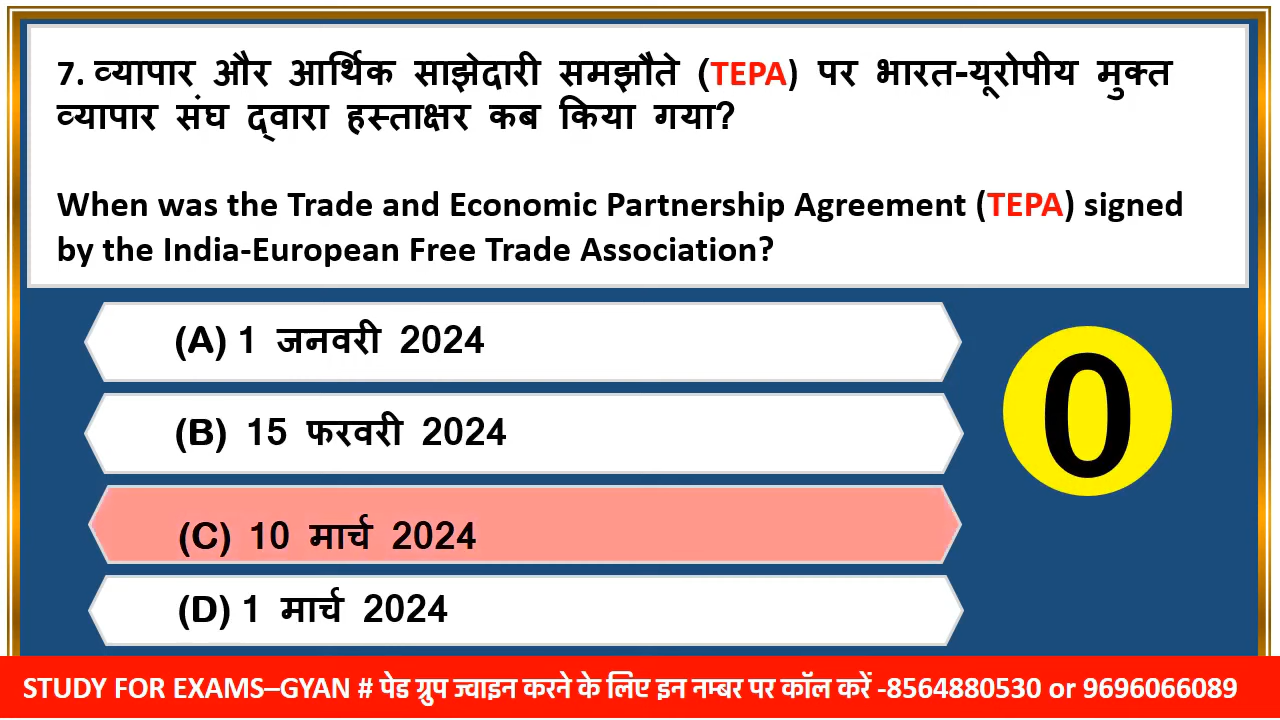 7. व्यापार और आर्थिक साझेदारी समझौते (TEPA) पर भारत-यूरोपीय मुक्त
व्यापार संघ द्वारा हस्ताक्षर कब किया गया?
When was the Trade and Economic Partnership Agreement (TEPA) signed
by the India-European Free Trade Association?
(A) 1 जनवरी 2024
(B) 15 फरवरी 2024
0
(C) 10 मार्च 2024
(D) 1 मार्च 2024
STUDY FOR EXAMS–GYAN # पेड ग्रुप ज्वाइन करने के लिए इन नम्बर पर कॉल करें -8564880530 or 9696066089